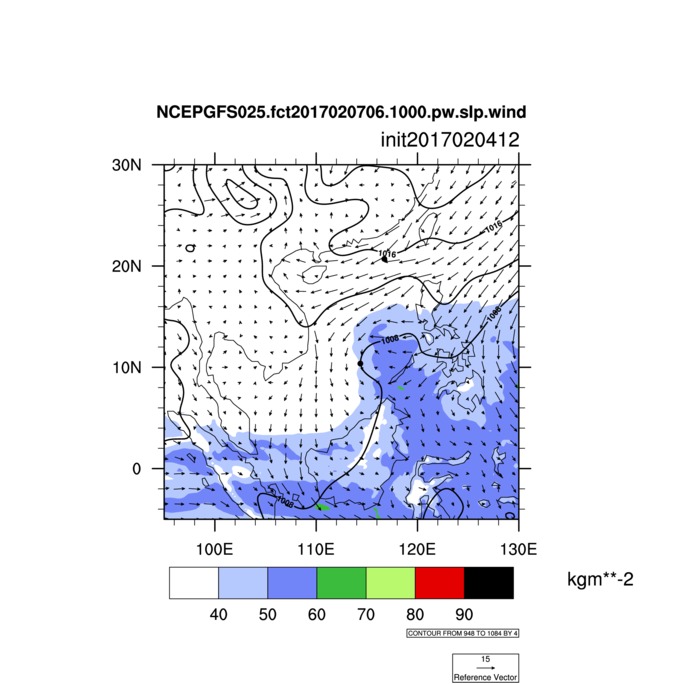 NCEPGFS025.fct2017020706.1000.pw.slp.wind
init2017020412
30N
1016
1016
20N
1008
1008
10N
0
1008
100E
110E
120E
130E
kgm**-2
40
50
60
70
80
90
CONTOUR FROM 948 TO 1084 BY 4
15
Reference Vector